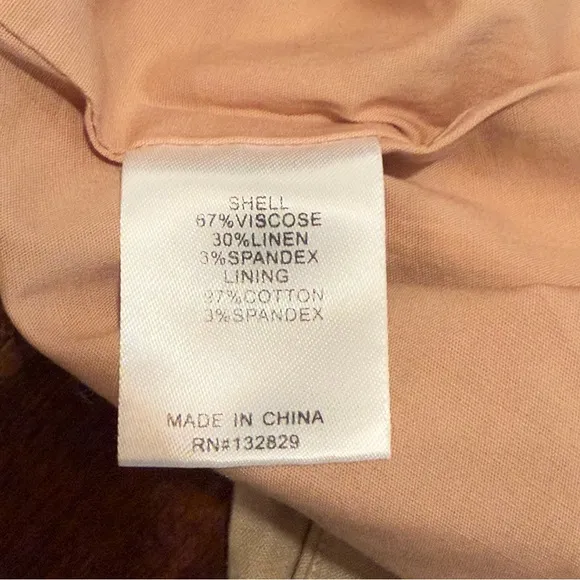 SHELL
67%VISCOSE
30%LINEN
3%SPANDEX
LINING
97%COTTON
3%SPANDEX
MADE IN CHINA
RN#132829